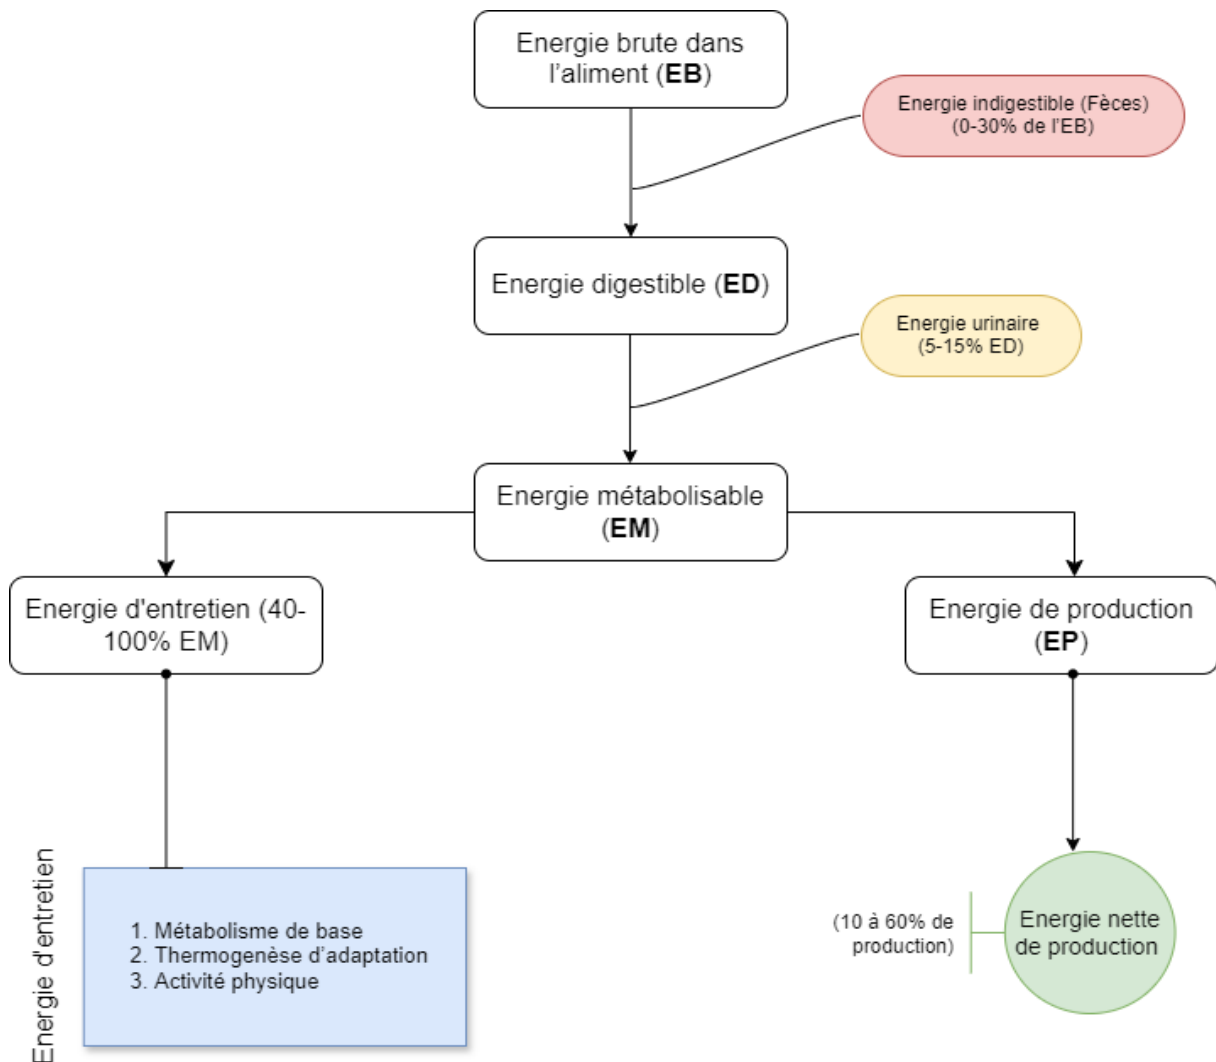 Energie brute dans
l'aliment (EB)
Energie indigestible (Fèces)
(0-30% de l'EB)
Energie digestible (ED)
Energie urinaire
(5-15% ED)
Energie métabolisable
(EM)
Energie d'entretien (40-
100% EM)
Energie de production
(EP)
Energie d'entretien
1. Métabolisme de base
2. Thermogenèse d'adaptation
3. Activité physique
(10 à 60% de
production)
Energie nette
de production